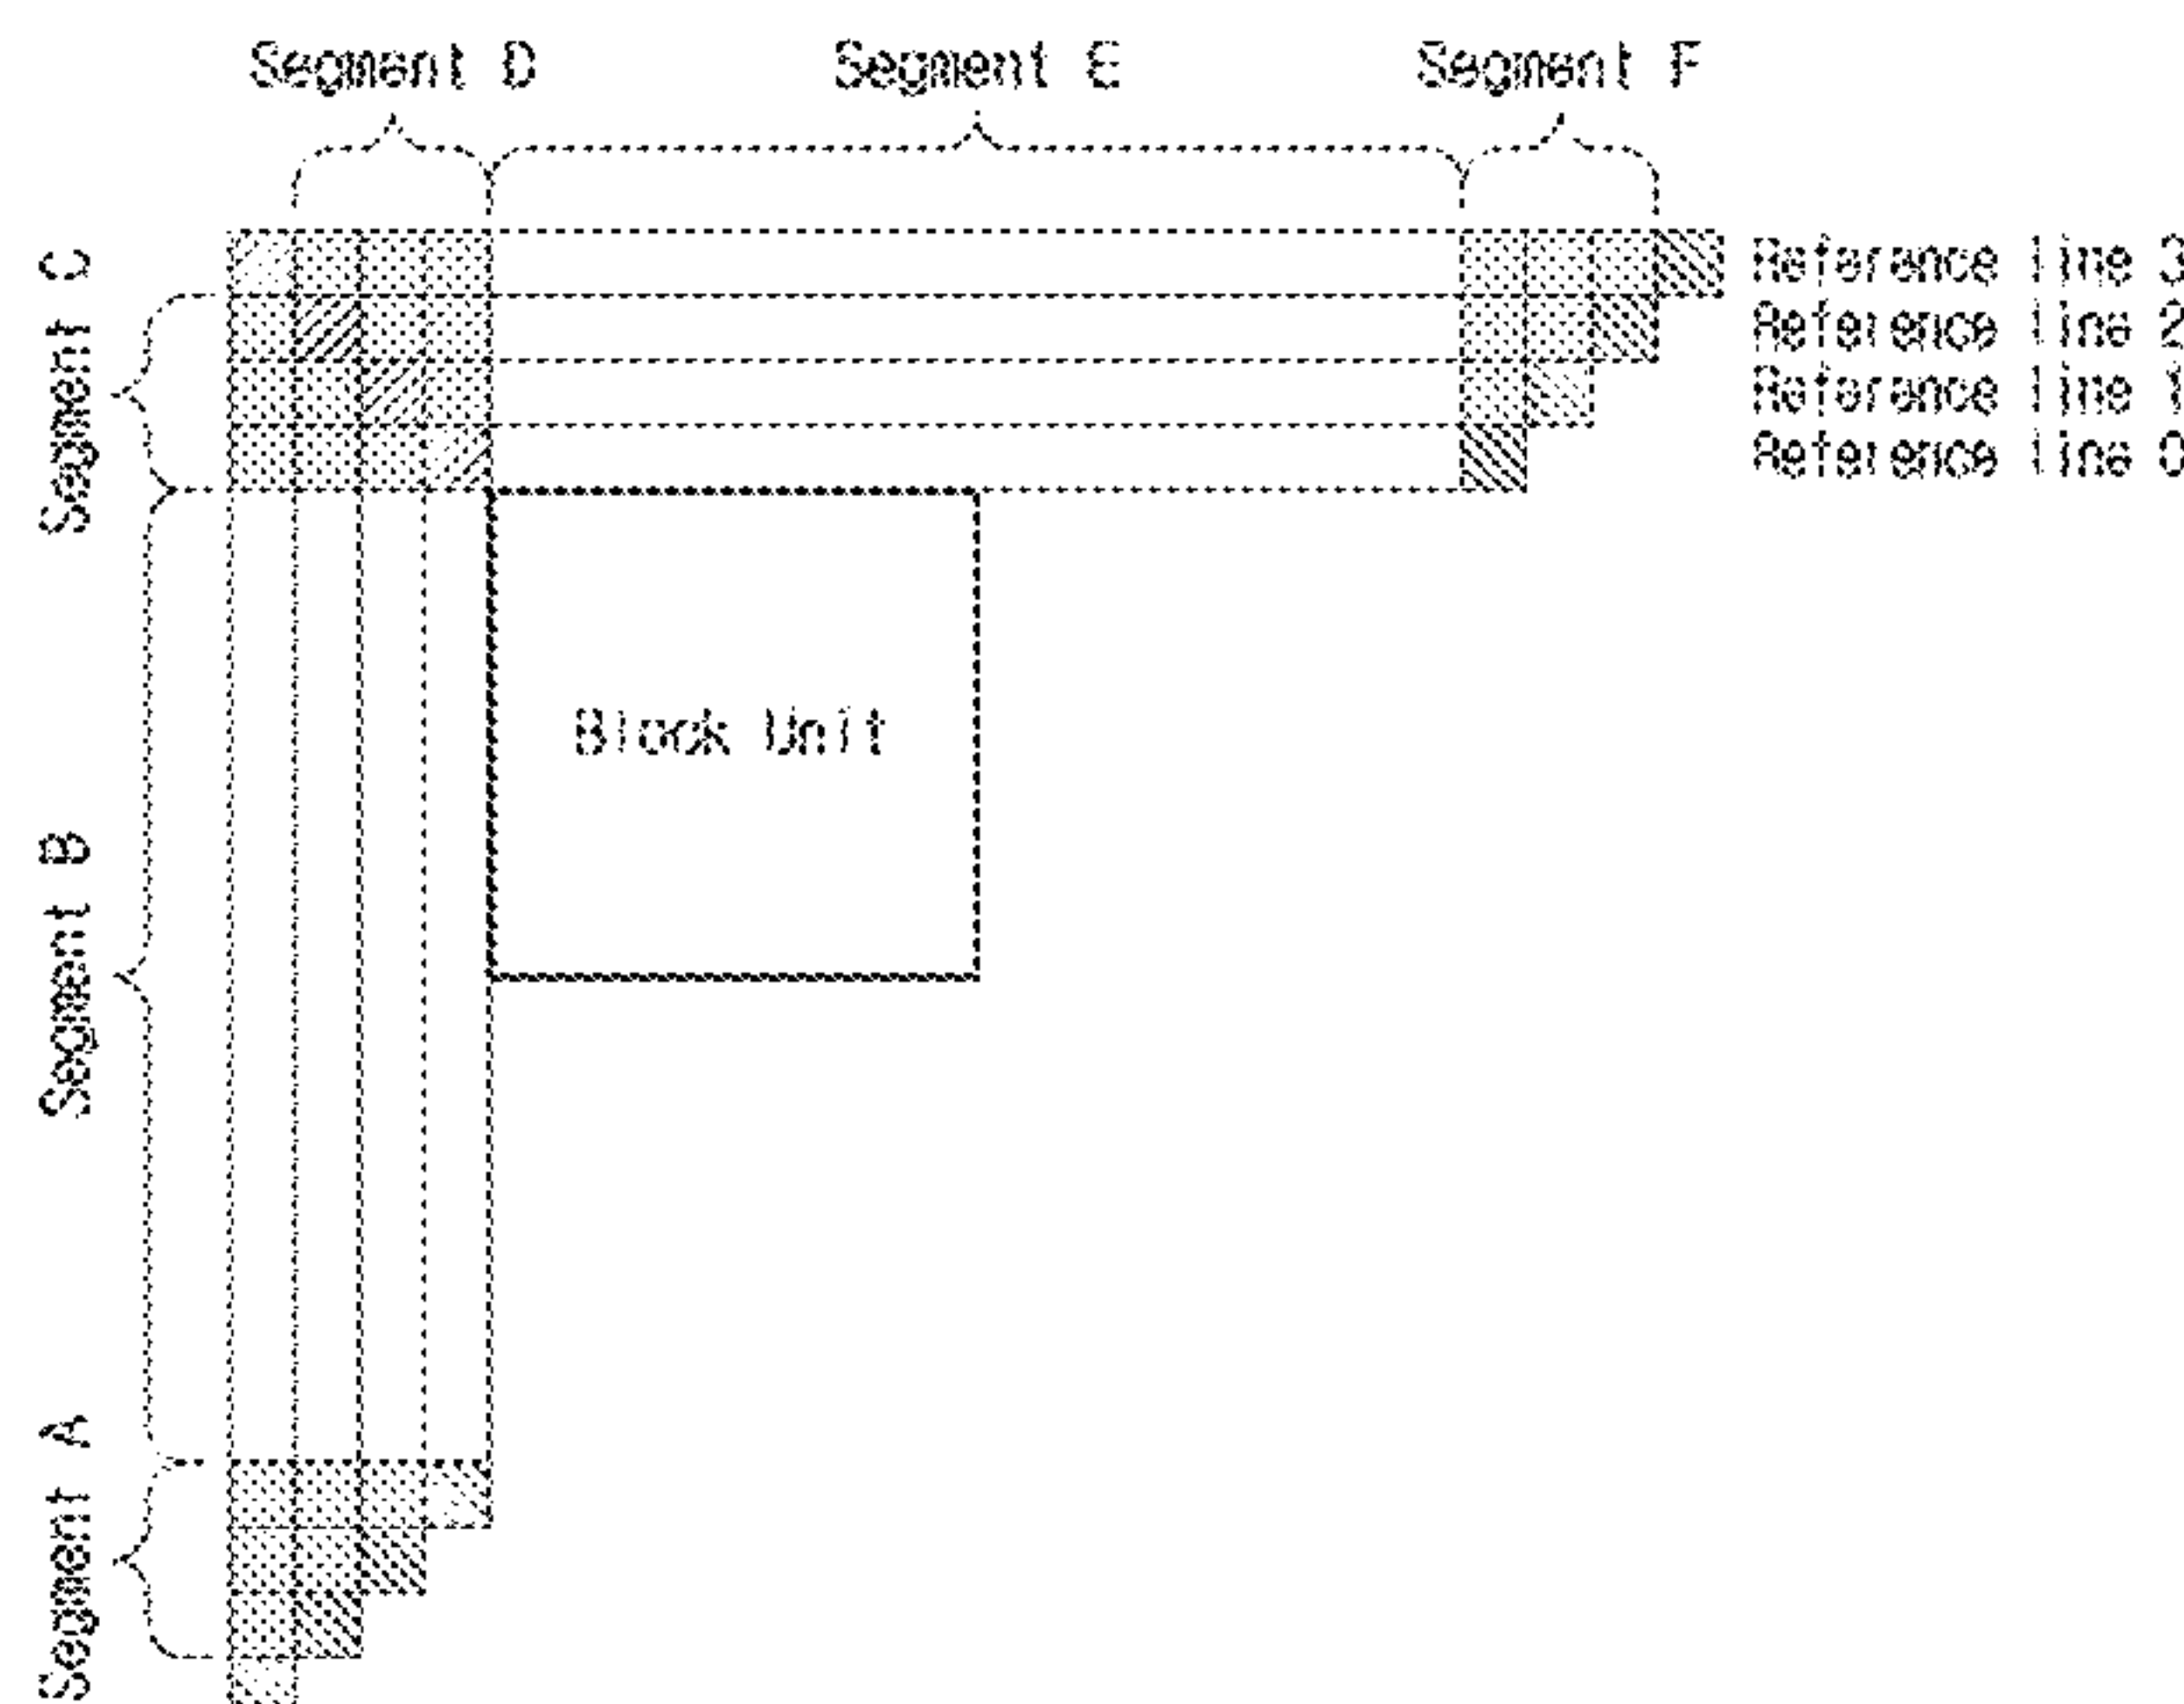 Segment D
Segment E
Segment F
Segment C
Reference line 3
Reference line 2
Reference line 1
Reference line 0
Block Unit
Segment B
Segment A